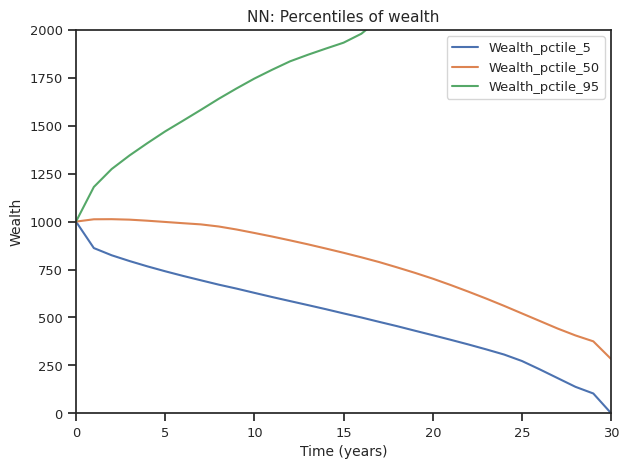 NN: Percentiles of wealth
Wealth_pctile_5
Wealth_pctile_50
Wealth_pctile_95
Wealth
2000
1750
1500
1250
1000
750
500
250
0
0 5 10 15 20 25 30
Time (years)